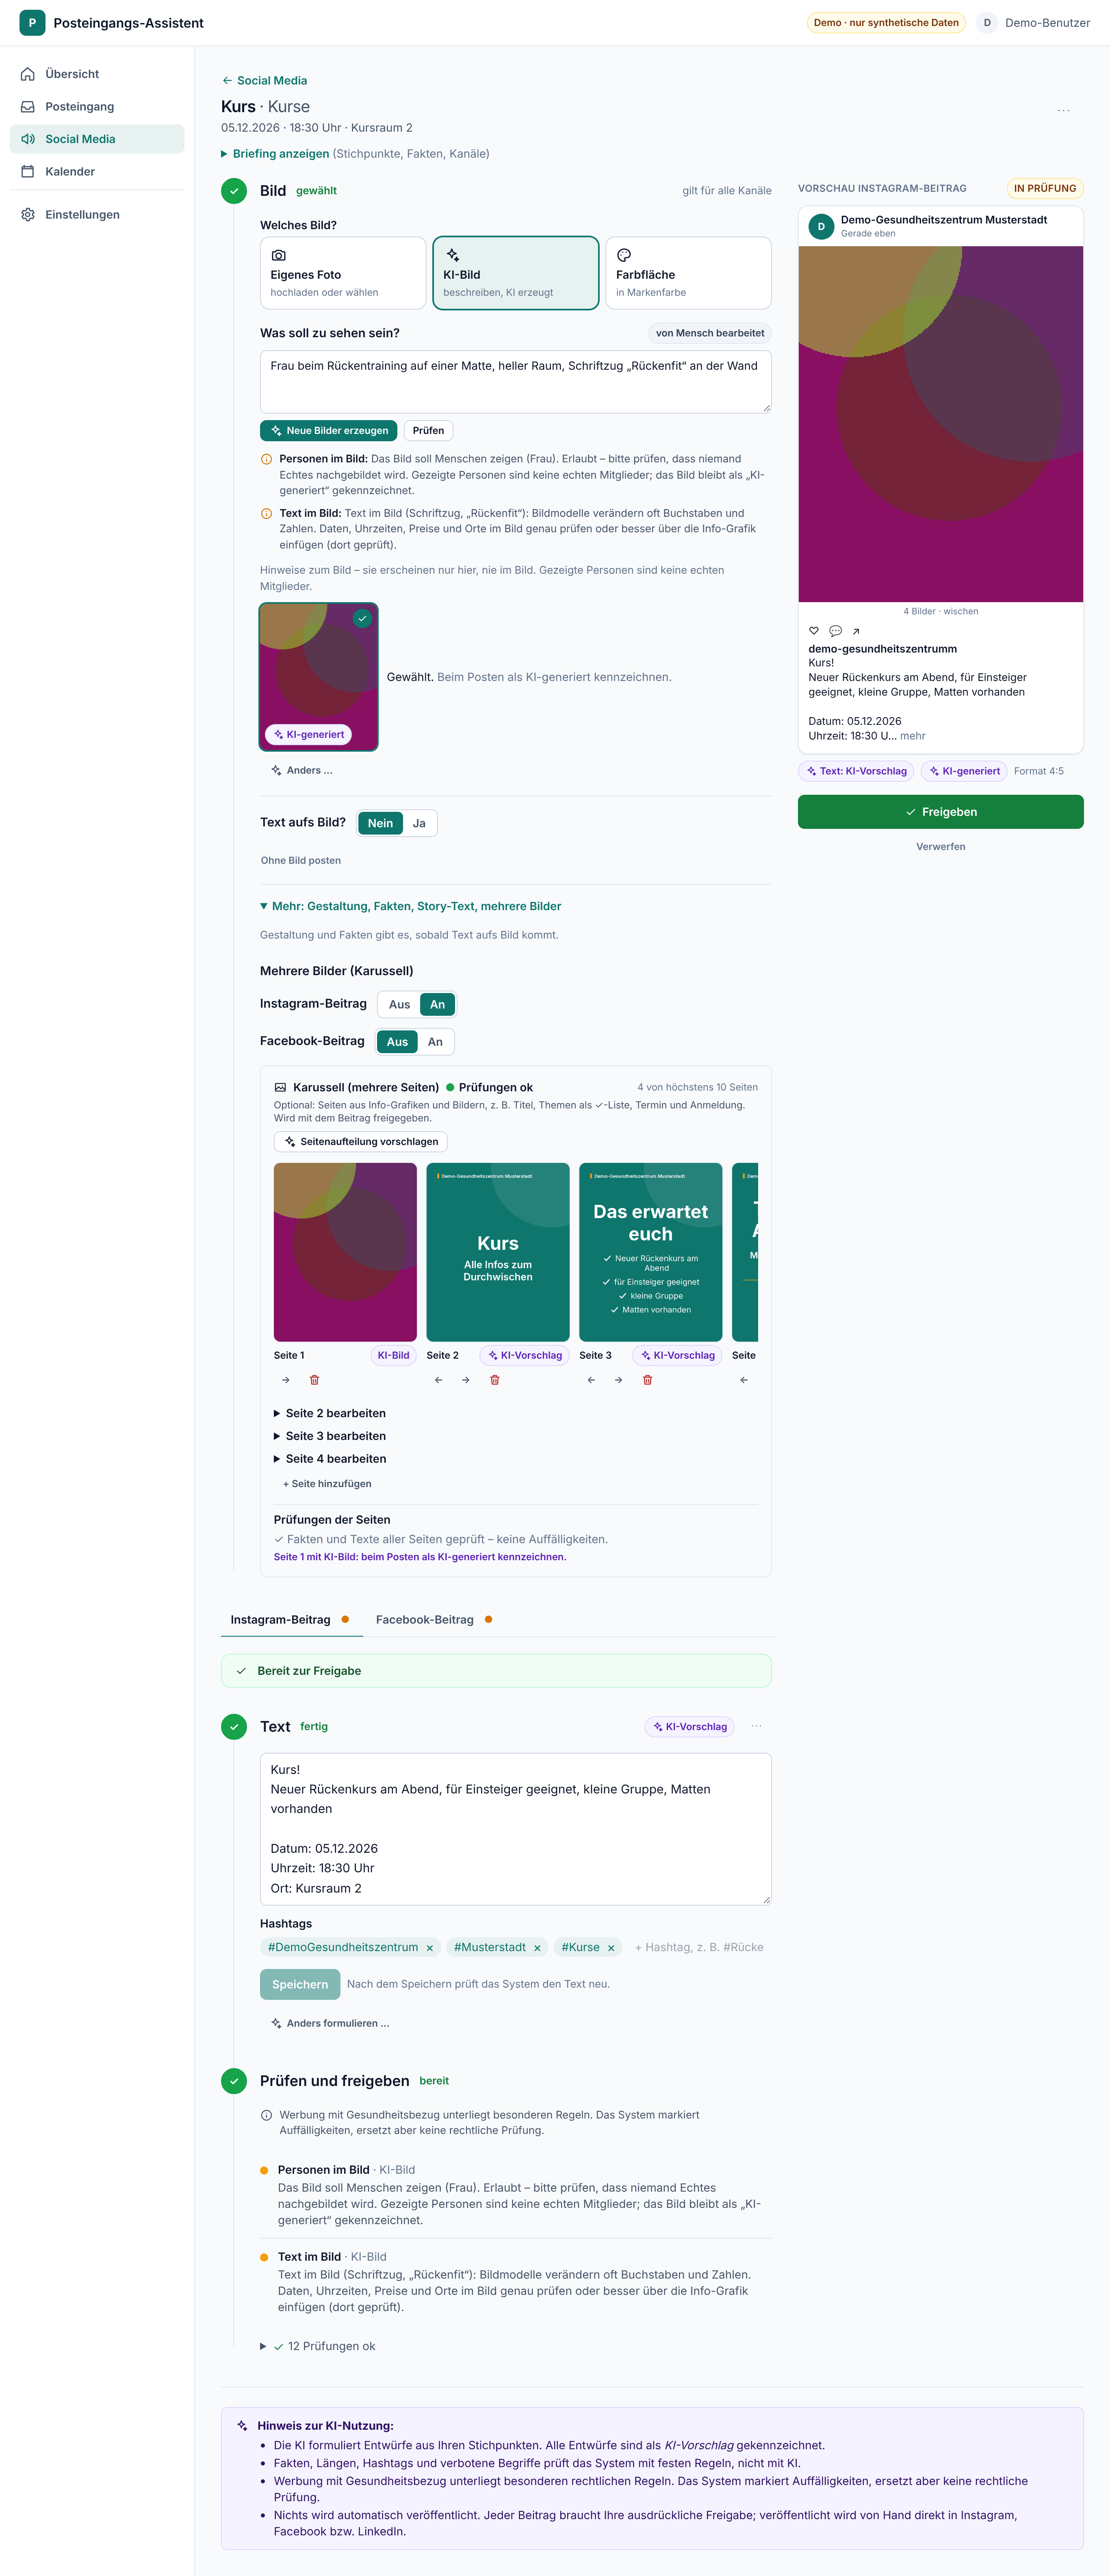 P Posteingangs-Assistent
Demo · nur synthetische Daten
D Demo-Benutzer
Übersicht
Posteingang
Social Media
Kalender
Einstellungen
← Social Media
Kurs · Kurse
05.12.2026 · 18:30 Uhr · Kursraum 2
Briefing anzeigen (Stichpunkte, Fakten, Kanäle)
Bild gewählt
gilt für alle Kanäle
Welches Bild?
Eigenes Foto
hochladen oder wählen
KI-Bild
beschreiben, KI erzeugt
Farbfläche
in Markenfarbe
Was soll zu sehen sein?
von Mensch bearbeitet
Frau beim Rückentraining auf einer Matte, heller Raum, Schriftzug „Rückenfit“ an der Wand
Neue Bilder erzeugen
Prüfen
Personen im Bild: Das Bild soll Menschen zeigen (Frau). Erlaubt – bitte prüfen, dass niemand
Echtes nachgebildet wird. Gezeigte Personen sind keine echten Mitglieder; das Bild bleibt als „KI-
generiert“ gekennzeichnet.
Text im Bild: Text im Bild (Schriftzug, „Rückenfit“): Bildmodelle verändern oft Buchstaben und
Zahlen. Daten, Uhrzeiten, Preise und Orte im Bild genau prüfen oder besser über die Info-Grafik
einfügen (dort geprüft).
Hinweise zum Bild – sie erscheinen nur hier, nie im Bild. Gezeigte Personen sind keine echten
Mitglieder.
KI-generiert
Gewählt. Beim Posten als KI-generiert kennzeichnen.
Anders ...
Text aufs Bild?
Nein
Ja
Ohne Bild posten
Mehr: Gestaltung, Fakten, Story-Text, mehrere Bilder
Gestaltung und Fakten gibt es, sobald Text aufs Bild kommt.
Mehrere Bilder (Karussell)
Instagram-Beitrag
Aus
An
Facebook-Beitrag
Aus
An
Karussell (mehrere Seiten)
Prüfungen ok
4 von höchstens 10 Seiten
Optional: Seiten aus Info-Grafiken und Bildern, z. B. Titel, Themen als ✓-Liste, Termin und Anmeldung.
Wird mit dem Beitrag freigegeben.
Seitenaufteilung vorschlagen
Demo-Gesundheitszentrum Musterstadt
Kurs
Alle Infos zum
Durchwischen
Demo-Gesundheitszentrum Musterstadt
Das erwartet
euch
✓ Neuer Rückenkurs am
Abend
✓ für Einsteiger geeignet
✓ kleine Gruppe
✓ Matten vorhanden
Seite 1
KI-Bild
Seite 2
KI-Vorschlag
Seite 3
KI-Vorschlag
Seite
Seite 2 bearbeiten
Seite 3 bearbeiten
Seite 4 bearbeiten
+ Seite hinzufügen
Prüfungen der Seiten
✓ Fakten und Texte aller Seiten geprüft – keine Auffälligkeiten.
Seite 1 mit KI-Bild: beim Posten als KI-generiert kennzeichnen.
VORSCHAU INSTAGRAM-BEITRAG
IN PRÜFUNG
D
Demo-Gesundheitszentrum Musterstadt
Gerade eben
4 Bilder · wischen
demo-gesundheitszentrumm
Kurs!
Neuer Rückenkurs am Abend, für Einsteiger
geeignet, kleine Gruppe, Matten vorhanden
Datum: 05.12.2026
Uhrzeit: 18:30 U... mehr
Text: KI-Vorschlag
KI-generiert
Format 4:5
✓ Freigeben
Verwerfen
Instagram-Beitrag
Facebook-Beitrag
✓ Bereit zur Freigabe
Text fertig
KI-Vorschlag
...
Kurs!
Neuer Rückenkurs am Abend, für Einsteiger geeignet, kleine Gruppe, Matten
vorhanden
Datum: 05.12.2026
Uhrzeit: 18:30 Uhr
Ort: Kursraum 2
Hashtags
#DemoGesundheitszentrum ×
#Musterstadt ×
#Kurse ×
+ Hashtag, z. B. #Rücke
Speichern
Nach dem Speichern prüft das System den Text neu.
Anders formulieren ...
Prüfen und freigeben bereit
Werbung mit Gesundheitsbezug unterliegt besonderen Regeln. Das System markiert
Auffälligkeiten, ersetzt aber keine rechtliche Prüfung.
Personen im Bild · KI-Bild
Das Bild soll Menschen zeigen (Frau). Erlaubt – bitte prüfen, dass niemand Echtes
nachgebildet wird. Gezeigte Personen sind keine echten Mitglieder; das Bild bleibt als „KI-
generiert“ gekennzeichnet.
Text im Bild · KI-Bild
Text im Bild (Schriftzug, „Rückenfit“): Bildmodelle verändern oft Buchstaben und Zahlen.
Daten, Uhrzeiten, Preise und Orte im Bild genau prüfen oder besser über die Info-Grafik
einfügen (dort geprüft).
✓ 12 Prüfungen ok
Hinweis zur KI-Nutzung:
• Die KI formuliert Entwürfe aus Ihren Stichpunkten. Alle Entwürfe sind als KI-Vorschlag gekennzeichnet.
• Fakten, Längen, Hashtags und verbotene Begriffe prüft das System mit festen Regeln, nicht mit KI.
• Werbung mit Gesundheitsbezug unterliegt besonderen rechtlichen Regeln. Das System markiert Auffälligkeiten, ersetzt aber keine rechtliche
Prüfung.
• Nichts wird automatisch veröffentlicht. Jeder Beitrag braucht Ihre ausdrückliche Freigabe; veröffentlicht wird von Hand direkt in Instagram,
Facebook bzw. LinkedIn.